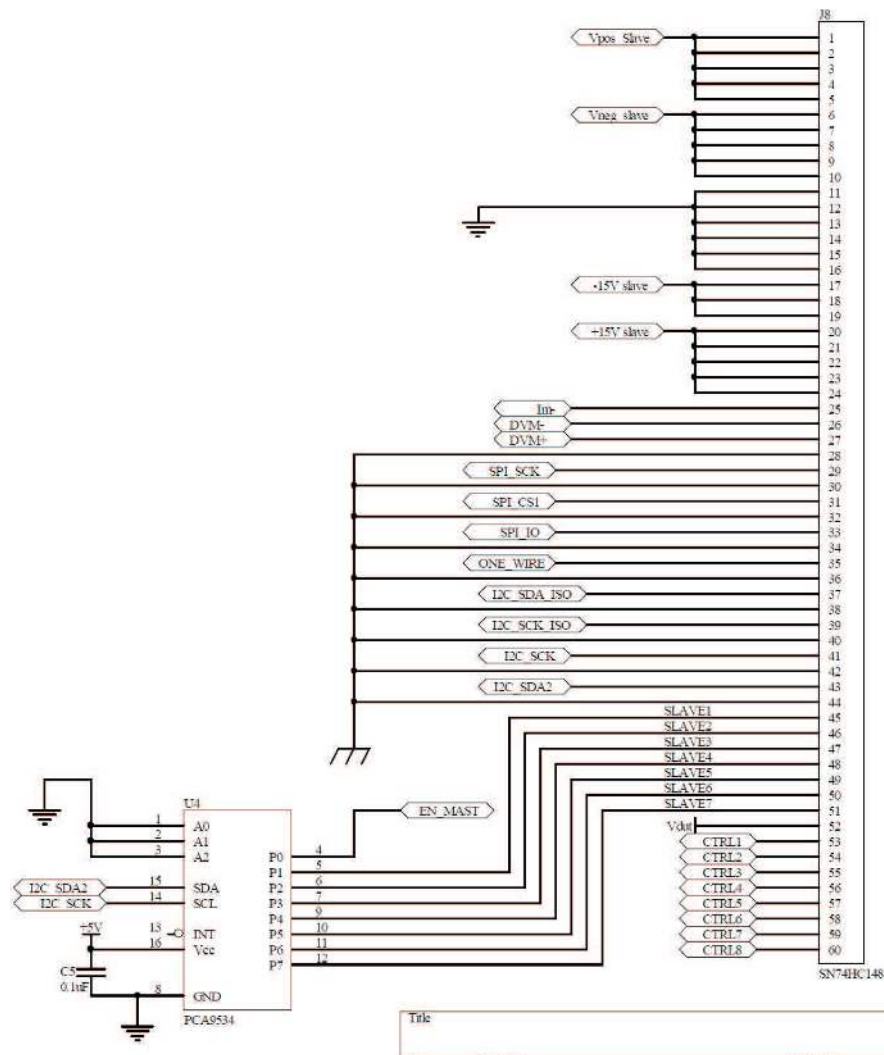 J8
Vpos_Slave
1
2
3
4
5
Vneg_slave
6
7
8
9
10
11
12
13
14
15
16
-15V slave
17
18
19
+15V slave
20
21
22
23
24
Im-
25
DVM-
26
DVM+
27
28
SPI_SCK
29
30
SPI_CS1
31
32
SPI_IO
33
34
ONE_WIRE
35
36
I2C_SDA_ISO
37
38
I2C_SCK_ISO
39
40
I2C_SCK
41
42
I2C_SDA2
43
44
SLAVE1
45
SLAVE2
46
SLAVE3
47
SLAVE4
48
SLAVE5
49
SLAVE6
50
SLAVE7
51
Vdut
52
CTRL1
53
CTRL2
54
CTRL3
55
CTRL4
56
CTRL5
57
CTRL6
58
CTRL7
59
CTRL8
60
SN74HC148
U4
EN_MAST
1
A0
2
A1
3
A2
P0
4
P1
5
I2C_SDA2
15
SDA
P2
6
I2C_SCK
14
SCL
P3
7
P4
9
+5V
13
INT
P5
10
16
Vcc
P6
11
P7
12
C5
0.1uF
8
GND
PCA9534
Title